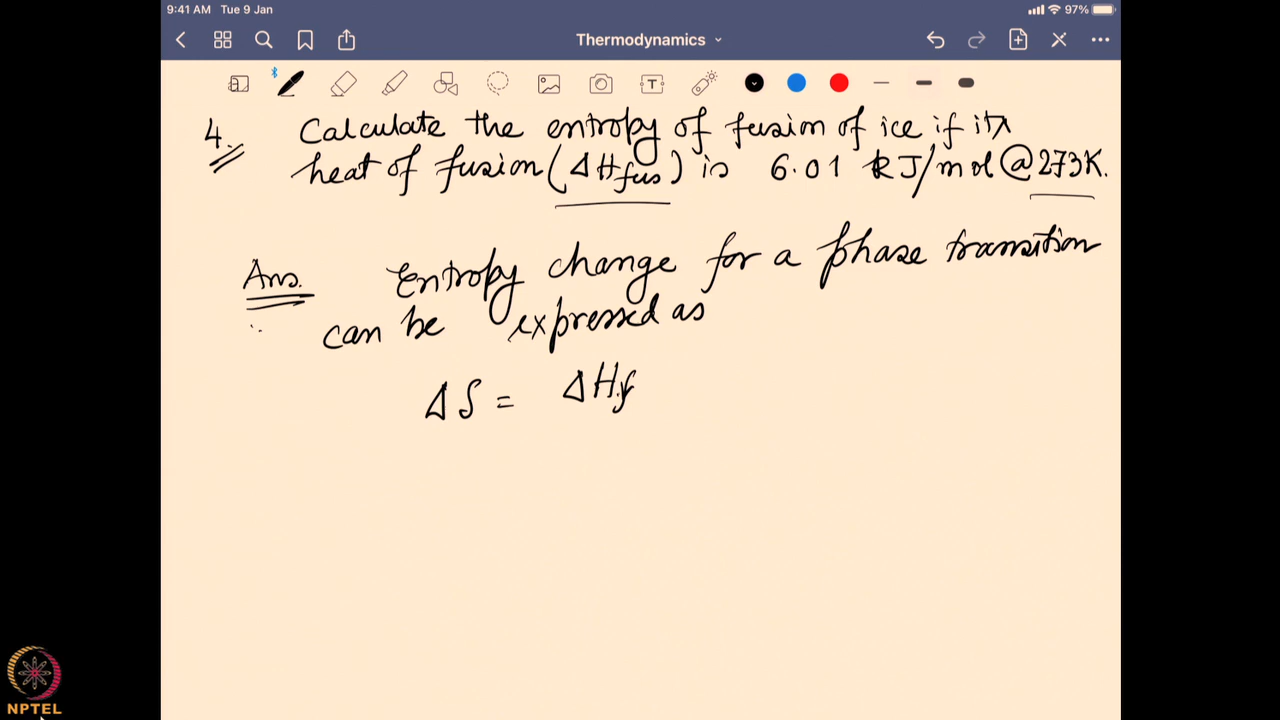 9:41 AM Tue 9 Jan
97%
Thermodynamics
T
4. Calculate the entropy of fusion of ice if its
heat of fusion (ΔHfus) is 6.01 kJ/mol @ 273K.
Ans. Entropy change for a phase transition
can be expressed as
ΔS = ΔHf
NPTEL